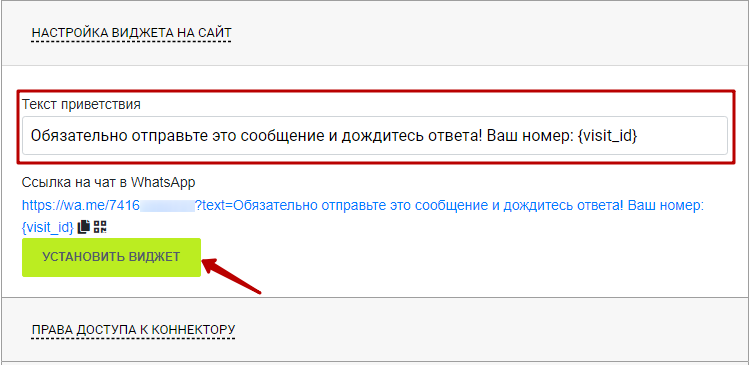 НАСТРОЙКА ВИДЖЕТА НА САЙТ
Текст приветствия
Обязательно отправьте это сообщение и дождитесь ответа! Ваш номер: {visit_id}
Ссылка на чат в WhatsApp
https://wa.me/7416 ?text=Обязательно отправьте это сообщение и дождитесь ответа! Ваш номер:
{visit_id}
УСТАНОВИТЬ ВИДЖЕТ
ПРАВА ДОСТУПА К КОННЕКТОРУ